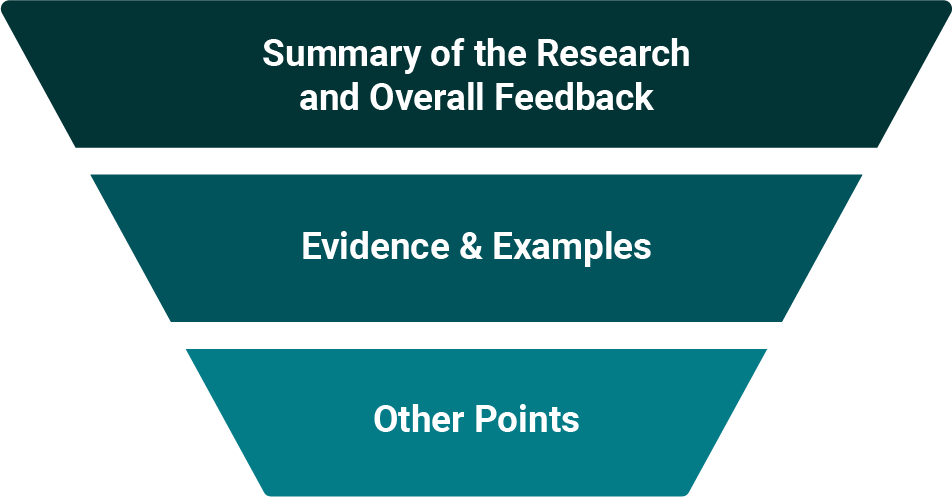 Summary of the Research
and Overall Feedback
Evidence & Examples
Other Points